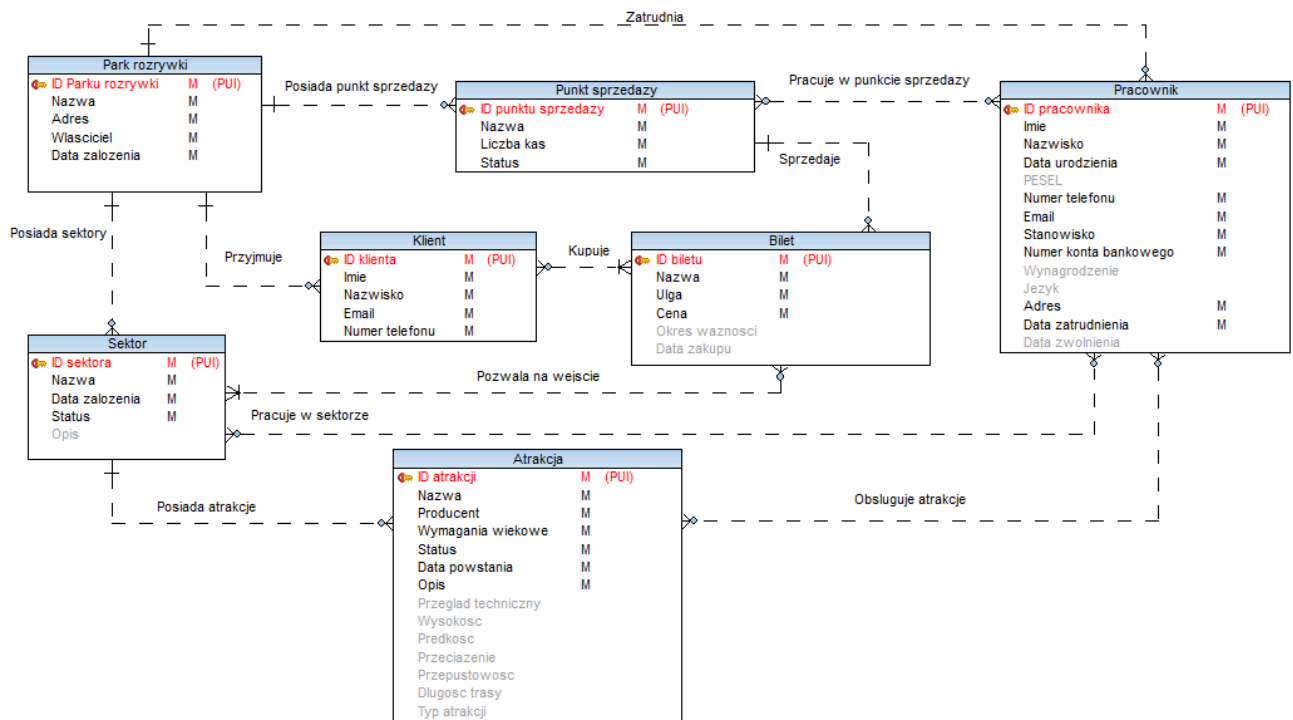 Zatrudnia
Park rozrywki
ID Parku rozrywki M (PUI)
Nazwa M
Adres M
Wlasciciel M
Data zalozenia M
Posiada punkt sprzedazy
Punkt sprzedazy
ID punktu sprzedazy M (PUI)
Nazwa M
Liczba kas M
Status M
Pracuje w punkcie sprzedazy
Pracownik
ID pracownika M (PUI)
Imie M
Nazwisko M
Data urodzienia M
PESEL
Numer telefonu M
Email M
Stanowisko M
Numer konta bankowego M
Wynagrodzenie
Jezyk
Adres M
Data zatrudnienia M
Data zwolnienia
Sprzedaje
Posiada sektory
Przyjmuje
Klient
ID klienta M (PUI)
Imie M
Nazwisko M
Email M
Numer telefonu M
Kupuje
Bilet
ID biletu M (PUI)
Nazwa M
Ulga M
Cena M
Okres waznosci
Data zakupu
Sektor
ID sektora M (PUI)
Nazwa M
Data zalozenia M
Status M
Opis
Pozwala na wejscie
Pracuje w sektorze
Atrakcja
ID atrakcji M (PUI)
Nazwa M
Producent M
Wymagania wiekowe M
Status M
Data powstania M
Opis M
Przeglad techniczny
Wysokosc
Predkosc
Przeciazenie
Przepustowosc
Dlugosc trasy
Typ atrakcji
Posiada atrakcje
Obsluguje atrakcje